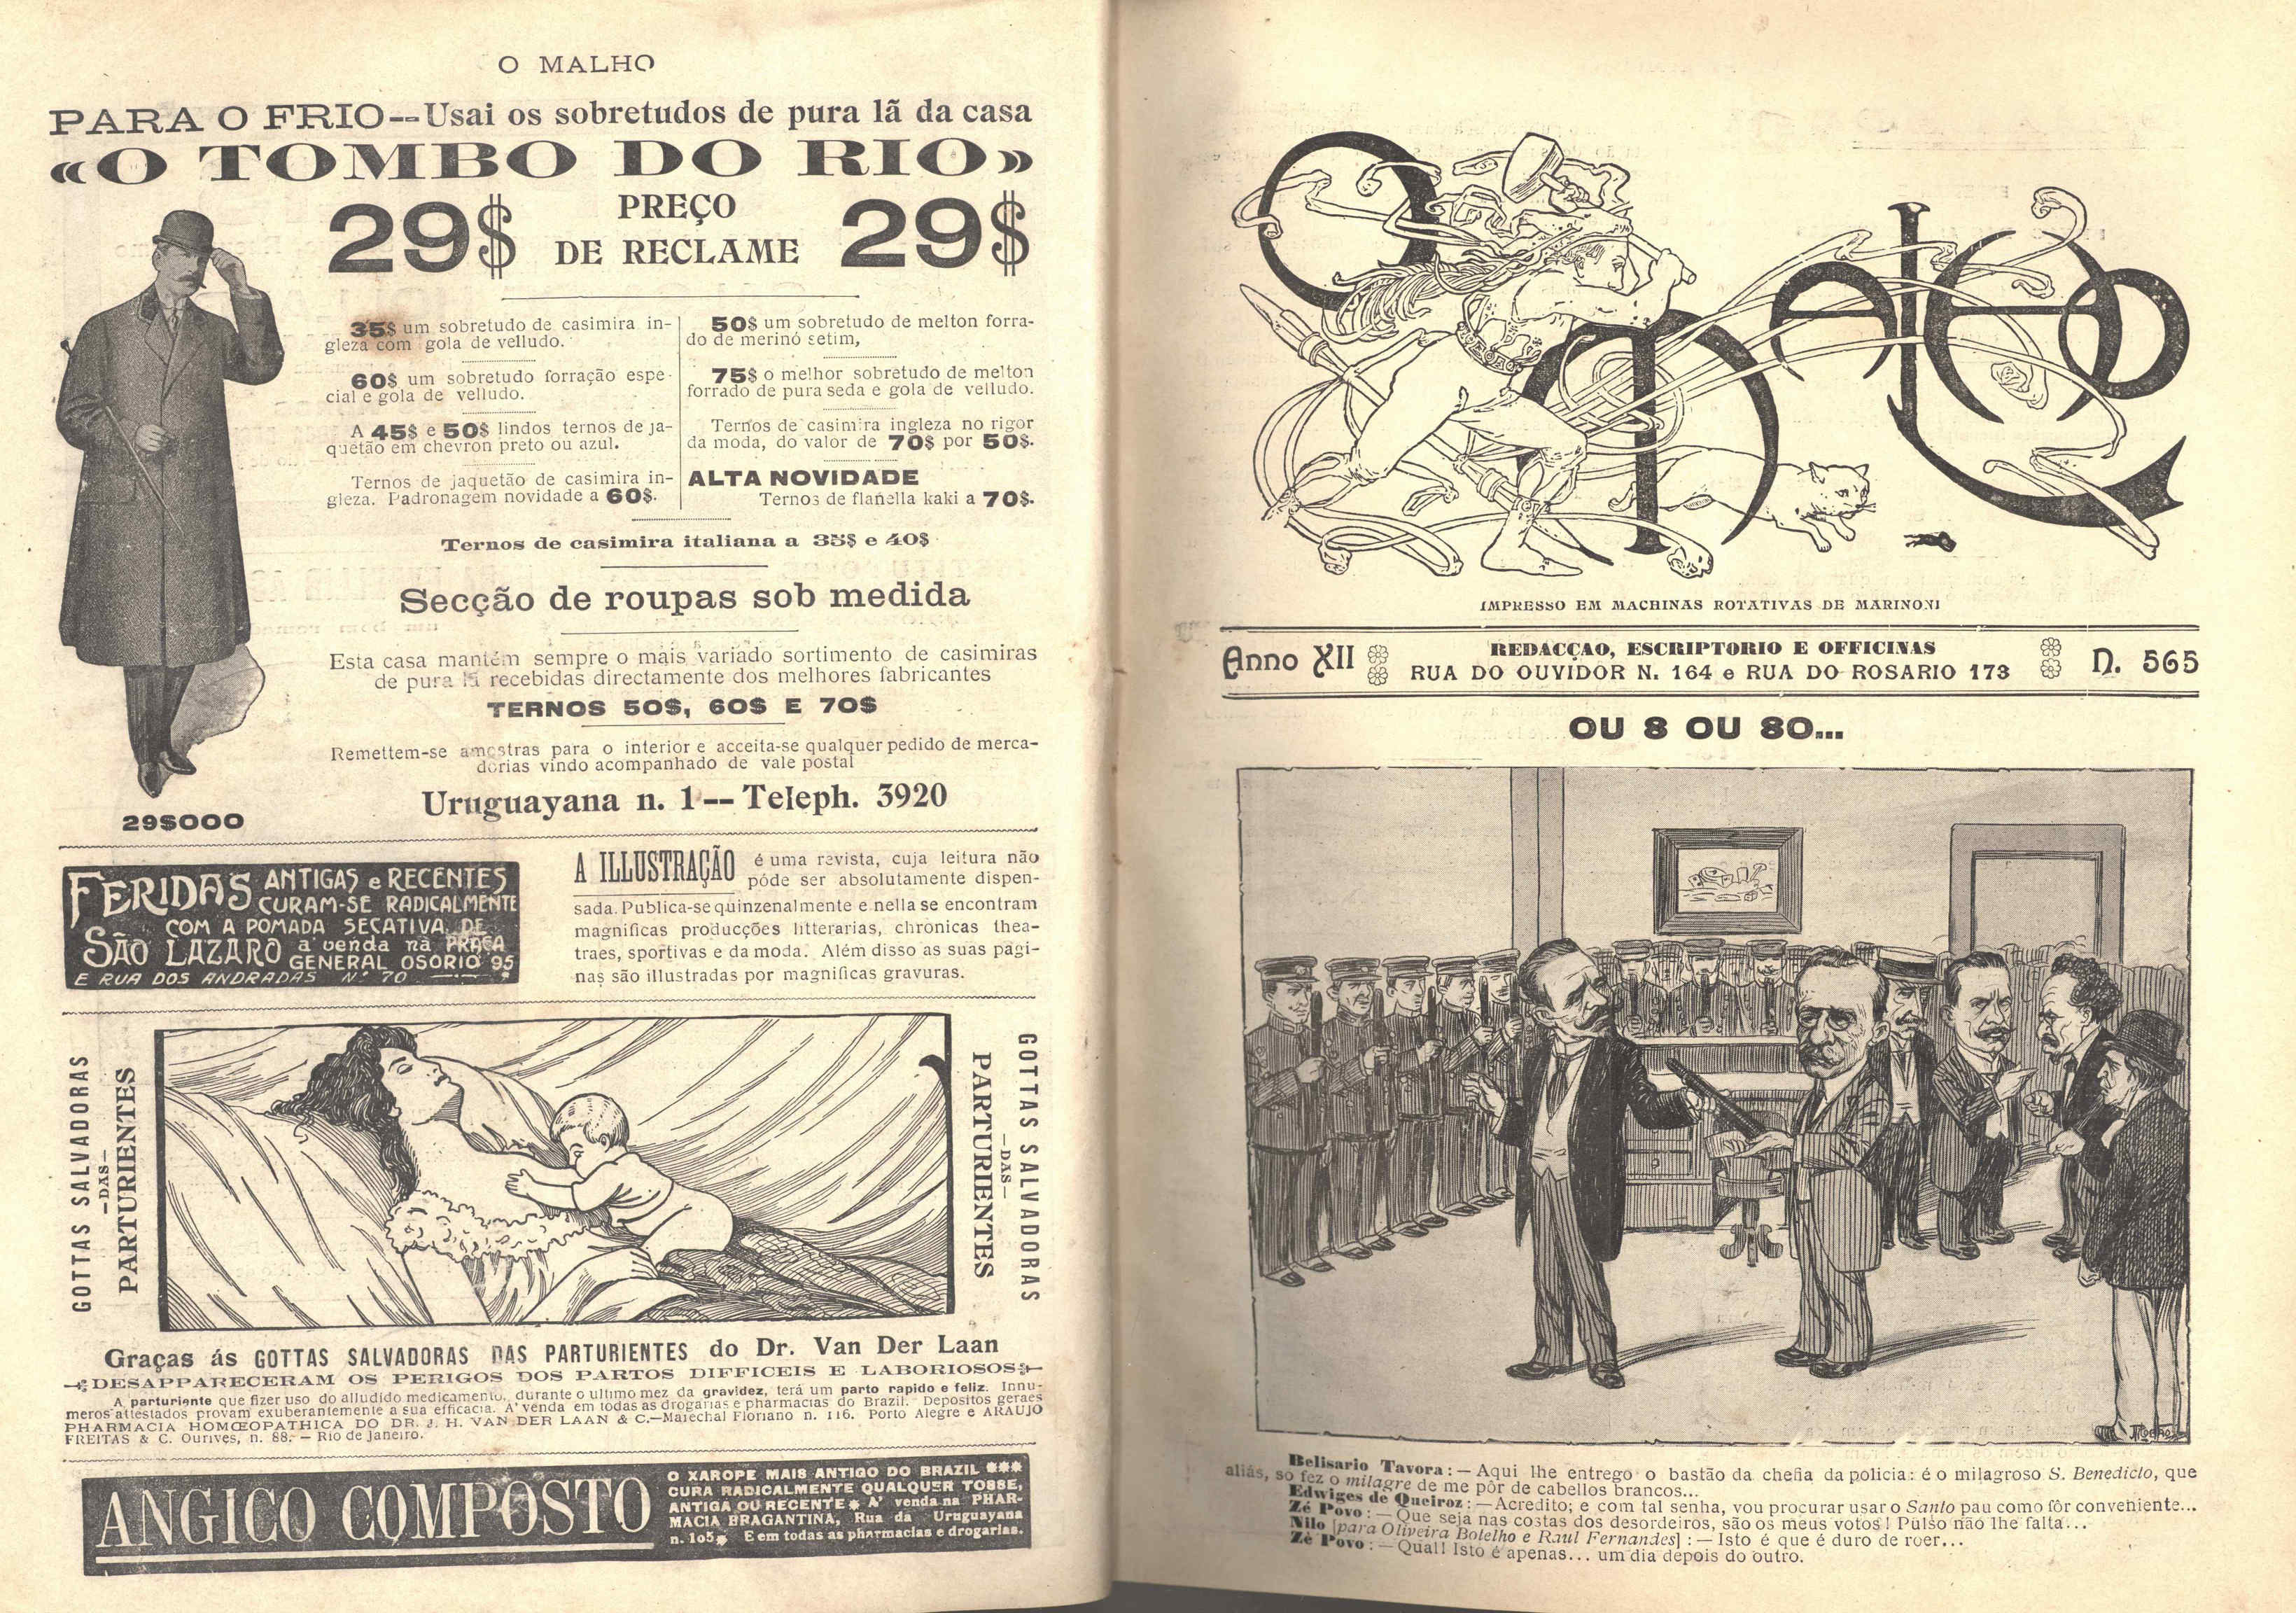 O MALHO
PARA O FRIO--Usai os sobretudos de pura lã da casa
«O TOMBO DO RIO»
29$ PREÇO DE RECLAME 29$
35$ um sobretudo de casimira in-
gleza com gola de velludo.
60$ um sobretudo forração espe-
cial e gola de velludo.
A 45$ e 50$ lindos ternos de ja-
quetão em chevron preto ou azul.
Ternos de jaquetão de casimira in-
gleza. Padronagem novidade a 60$.
50$ um sobretudo de melton forra-
do de merinó setim,
75$ o melhor sobretudo de melton
forrado de pura seda e gola de velludo.
Ternos de casimira ingleza no rigor
da moda, do valor de 70$ por 50$.
ALTA NOVIDADE
Ternos de flanella kaki a 70$.
Ternos de casimira italiana a 35$ e 40$
Secção de roupas sob medida
Esta casa mantém sempre o mais variado sortimento de casimiras
de pura lã recebidas directamente dos melhores fabricantes
TERNOS 50$, 60$ E 70$
Remettem-se amostras para o interior e acceita-se qualquer pedido de merca-
dorias vindo acompanhado de vale postal
Uruguayana n. 1-- Teleph. 3920
29$000
FERIDAS ANTIGAS e RECENTES
CURAM-SE RADICALMENTE
COM A POMADA SECATIVA DE
SÃO LAZARO a' venda na PRAÇA
GENERAL OSORIO 95
E RUA DOS ANDRADAS Nº 70
A ILLUSTRAÇÃO é uma revista, cuja leitura não
póde ser absolutamente dispen-
sada. Publica-se quinzenalmente e nella se encontram
magnificas producções litterarias, chronicas thea-
traes, sportivas e da moda. Além disso as suas pagi-
nas são illustradas por magnificas gravuras.
GOTTAS SALVADORAS
—DAS—
PARTURIENTES
GOTTAS SALVADORAS
—DAS—
PARTURIENTES
Graças ás GOTTAS SALVADORAS DAS PARTURIENTES do Dr. Van Der Laan
DESAPPARECERAM OS PERIGOS DOS PARTOS DIFFICEIS E LABORIOSOS
A parturiente que fizer uso do alludido medicamento, durante o ultimo mez da gravidez, terá um parto rapido e feliz. Innu-
meros attestados provam exuberantemente a sua efficacia. A' venda em todas as drogarias e pharmacias do Brazil. Depositos geraes
PHARMACIA HOMŒOPATHICA DO DR. J. H. VAN DER LAAN & C.—Marechal Floriano n. 116. Porto Alegre e ARAUJO
FREITAS & C. Ourives, n. 88. — Rio de janeiro.
ANGICO COMPOSTO
O XAROPE MAIS ANTIGO DO BRAZIL ***
CURA RADICALMENTE QUALQUER TOSSE,
ANTIGA OU RECENTE * A' venda na PHAR-
MACIA BRAGANTINA, Rua da Uruguayana
n. 105* E em todas as pharmacias e drogarias.
O MALHO
IMPRESSO EM MACHINAS ROTATIVAS DE MARINONI
Anno XII
REDACÇAO, ESCRIPTORIO E OFFICINAS
RUA DO OUVIDOR N. 164 e RUA DO ROSARIO 173
N. 565
OU 8 OU 80...
Belisario Tavora: — Aqui lhe entrego o bastão da chefia da policia: é o milagroso S. Benedicto, que
aliás, so fez o milagre de me pôr de cabellos brancos...
Edwiges de Queiroz: —Acredito; e com tal senha, vou procurar usar o Santo pau como fôr conveniente...
Zé Povo: — Que seja nas costas dos desordeiros, são os meus votos! Pulso não lhe falta...
Nilo [para Oliveira Botelho e Raul Fernandes]: — Isto é que é duro de roer...
Zé Povo: — Qual! Isto é apenas... um dia depois do outro.